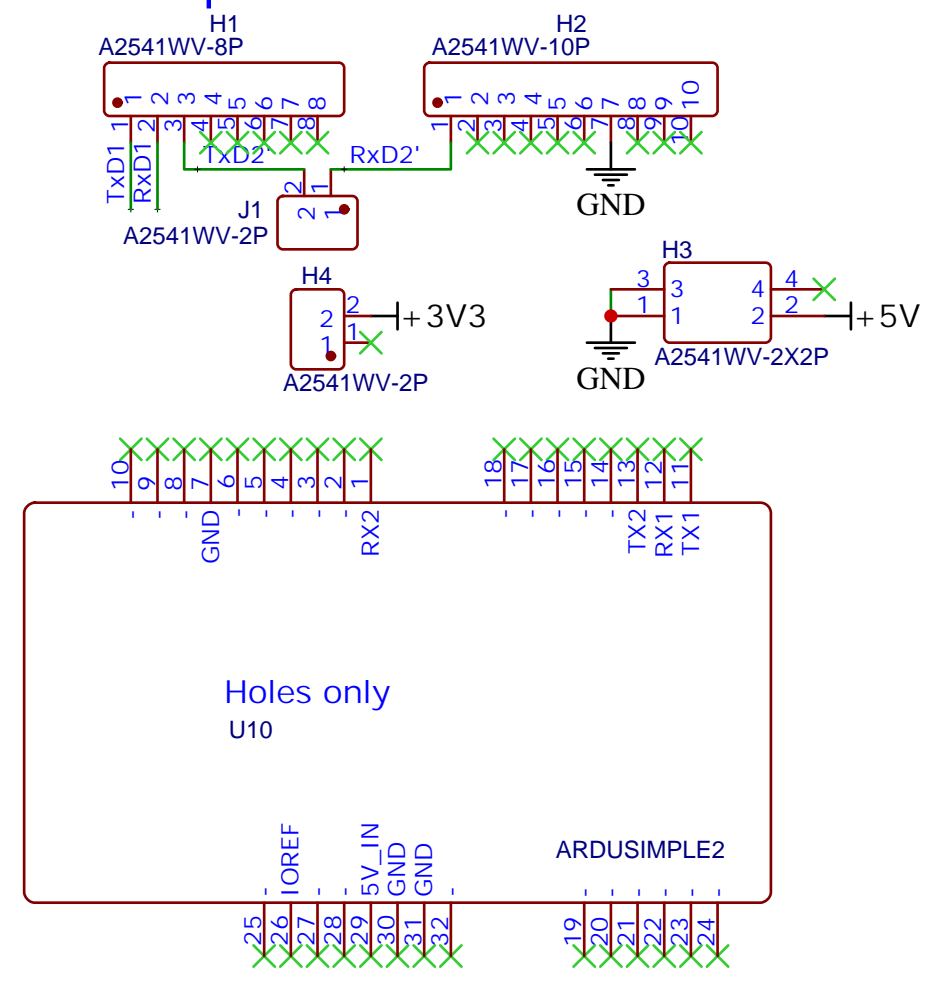 H1
A2541WV-8P
1 2 3 4 5 6 7 8
1 2 3 4 5 6 7 8
TxD1
RxD1
TxD2'
H2
A2541WV-10P
1 2 3 4 5 6 7 8 9 10
1 2 3 4 5 6 7 8 9 10
RxD2'
GND
2 1
2 1
J1
A2541WV-2P
H4
2 2
1 1
+3V3
A2541WV-2P
H3
3 3 4 4
1 1 2 2
+5V
GND
A2541WV-2X2P
10 9 8 7 6 5 4 3 2 1
- - - GND - - - - - RX2
18 17 16 15 14 13 12 11
- - - - - TX2 RX1 TX1
Holes only
U10
ARDUSIMPLE2
- IOREF - - 5V_IN GND GND -
25 26 27 28 29 30 31 32
- - - - - -
19 20 21 22 23 24